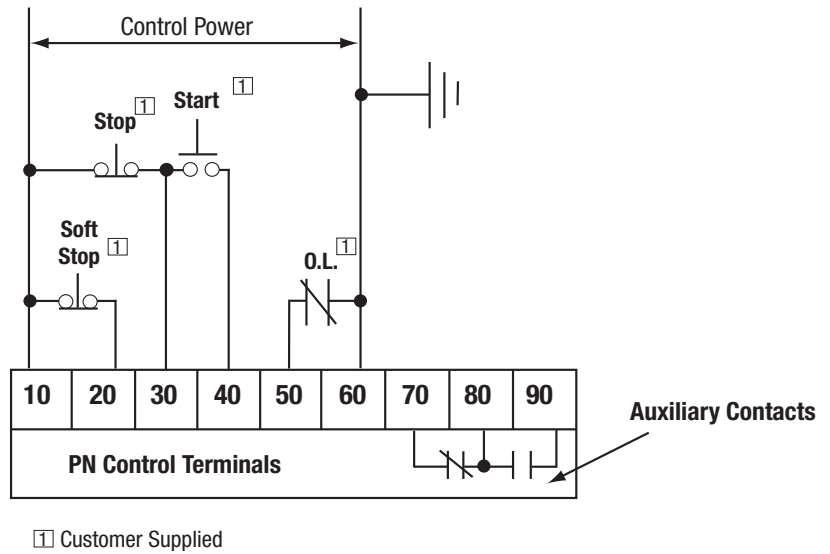 Control Power
Stop 1
Start 1
Soft
Stop 1
O.L. 1
10 20 30 40 50 60 70 80 90
Auxiliary Contacts
PN Control Terminals
1 Customer Supplied